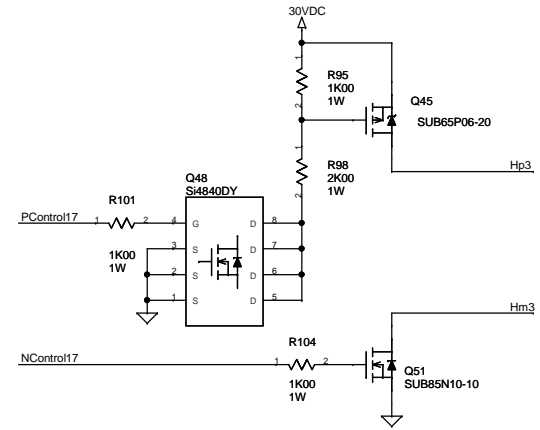 30VDC
R95
1K00
1W
1
2
Q45
SUB65P06-20
Hp3
R98
2K00
1W
1
2
Q48
Si4840DY
R101
PControl17
1
2
4
G
D
8
1K00
1W
3
S
D
7
2
S
D
6
1
S
D
5
Hm3
R104
NControl17
1
2
1K00
1W
Q51
SUB85N10-10